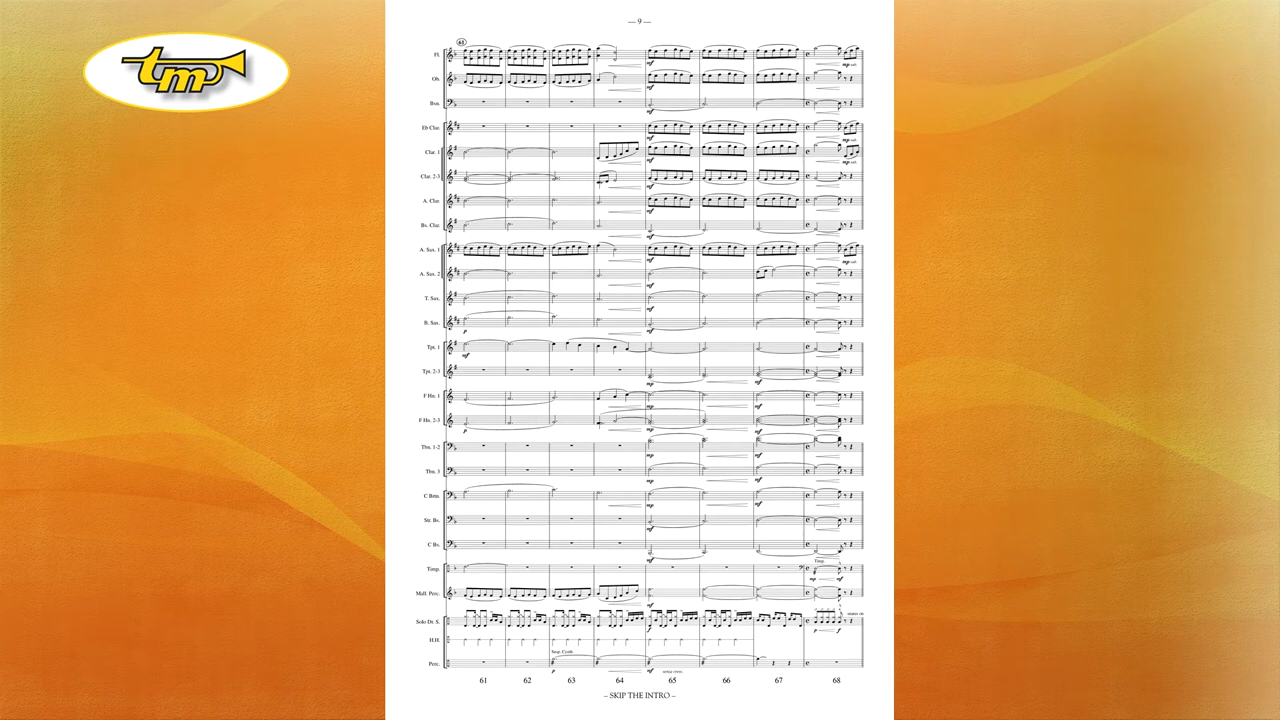 tm
— 9 —
61
Fl.
Ob.
Bsn.
Eb Clar.
Clar. 1
Clar. 2-3
A. Clar.
Bs. Clar.
A. Sax. 1
A. Sax. 2
T. Sax.
B. Sax.
Tpt. 1
Tpt. 2-3
F Hn. 1
F Hn. 2-3
Tbn. 1-2
Tbn. 3
C Brtn.
Str. Bs.
C Bs.
Timp.
Timp.
Mall. Perc.
Solo Dr. S.
snares on
H.H.
Susp. Cymb.
Perc.
61 62 63 64 65 66 67 68
– SKIP THE INTRO –